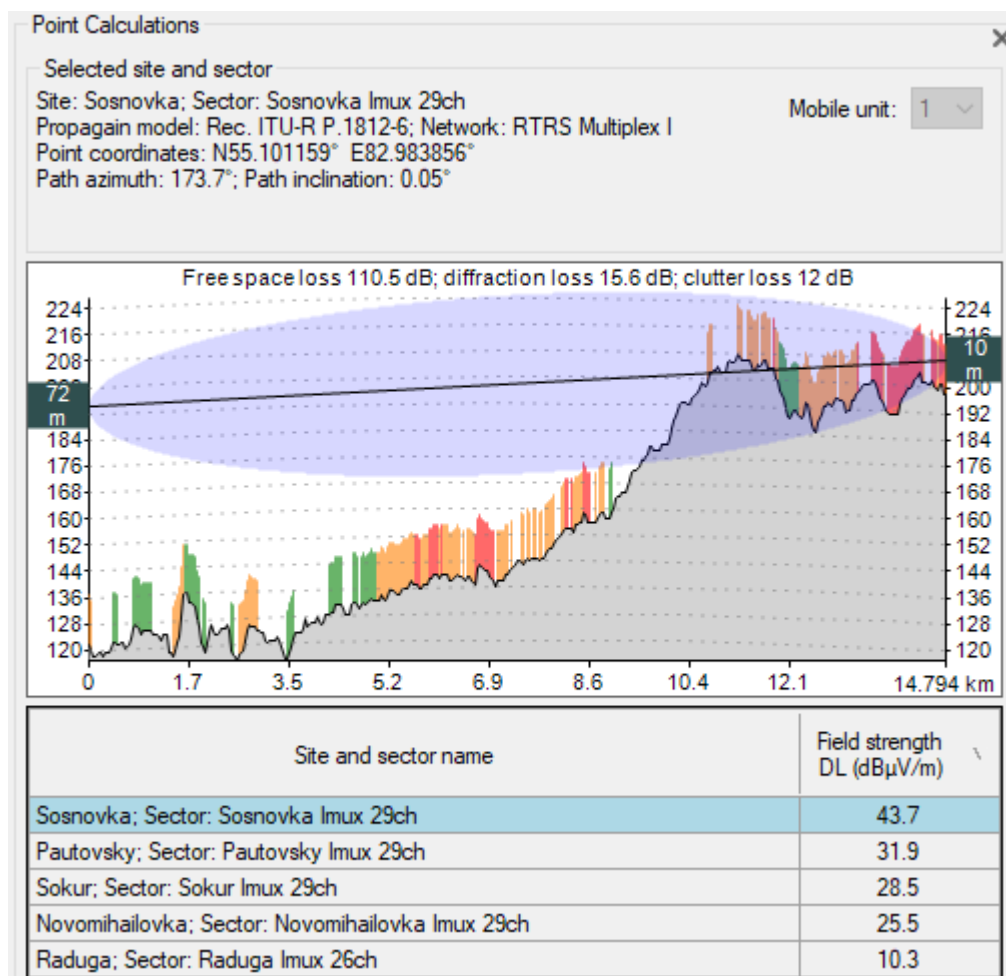 Point Calculations
Selected site and sector
Site: Sosnovka; Sector: Sosnovka Imux 29ch
Mobile unit: 1
Propagain model: Rec. ITU-R P.1812-6; Network: RTRS Multiplex I
Point coordinates: N55.101159° E82.983856°
Path azimuth: 173.7°; Path inclination: 0.05°
Free space loss 110.5 dB; diffraction loss 15.6 dB; clutter loss 12 dB
224 224
216 216
208 10
72 m
m 200
192
184 184
176 176
168 168
160 160
152 152
144 144
136 136
128 128
120 120
0 1.7 3.5 5.2 6.9 8.6 10.4 12.1 14.794 km
Site and sector name
Field strength
DL (dBµV/m)
Sosnovka; Sector: Sosnovka Imux 29ch 43.7
Pautovsky; Sector: Pautovsky Imux 29ch 31.9
Sokur; Sector: Sokur Imux 29ch 28.5
Novomihailovka; Sector: Novomihailovka Imux 29ch 25.5
Raduga; Sector: Raduga Imux 26ch 10.3